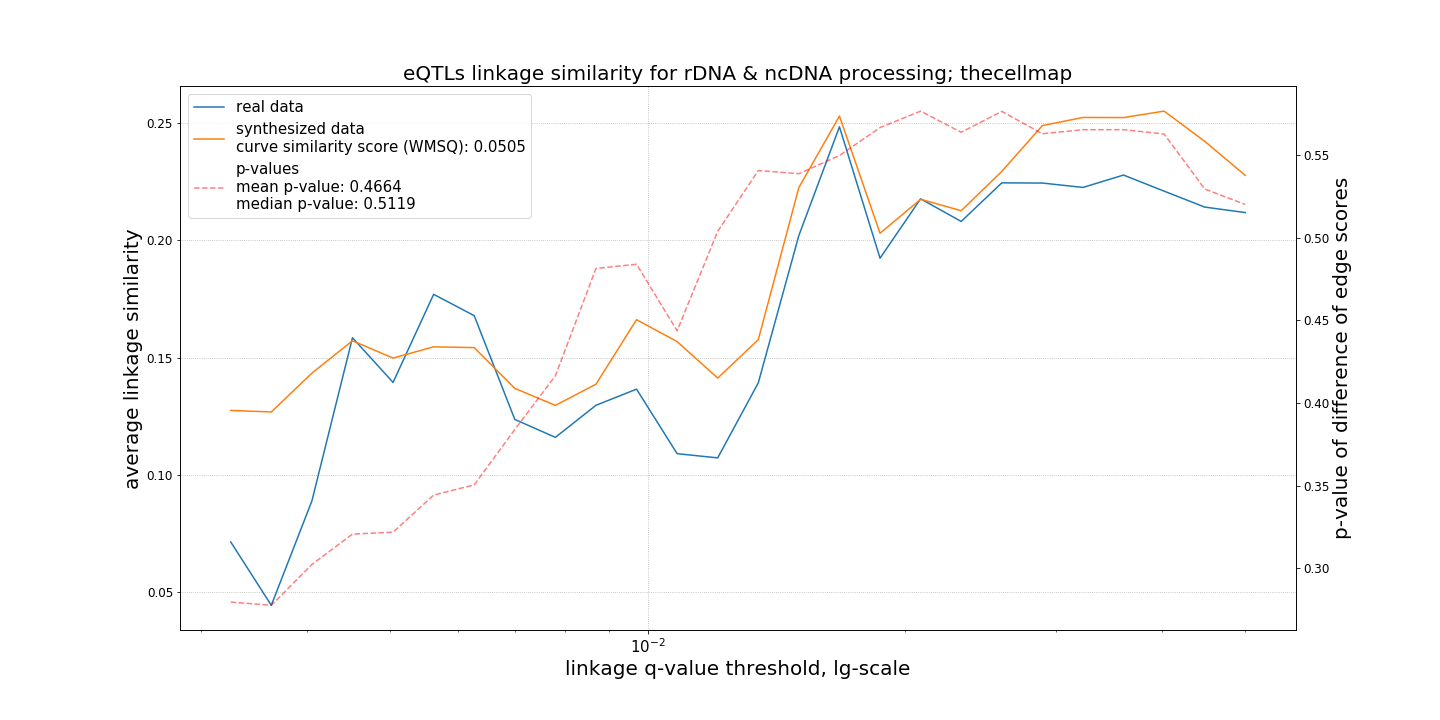 eQTLs linkage similarity for rDNA & ncDNA processing; thecellmap
real data
synthesized data
curve similarity score (WMSQ): 0.0505
p-values
mean p-value: 0.4664
median p-value: 0.5119
average linkage similarity
0.25
0.20
0.15
0.10
0.05
p-value of difference of edge scores
0.55
0.50
0.45
0.40
0.35
0.30
10⁻²
linkage q-value threshold, lg-scale